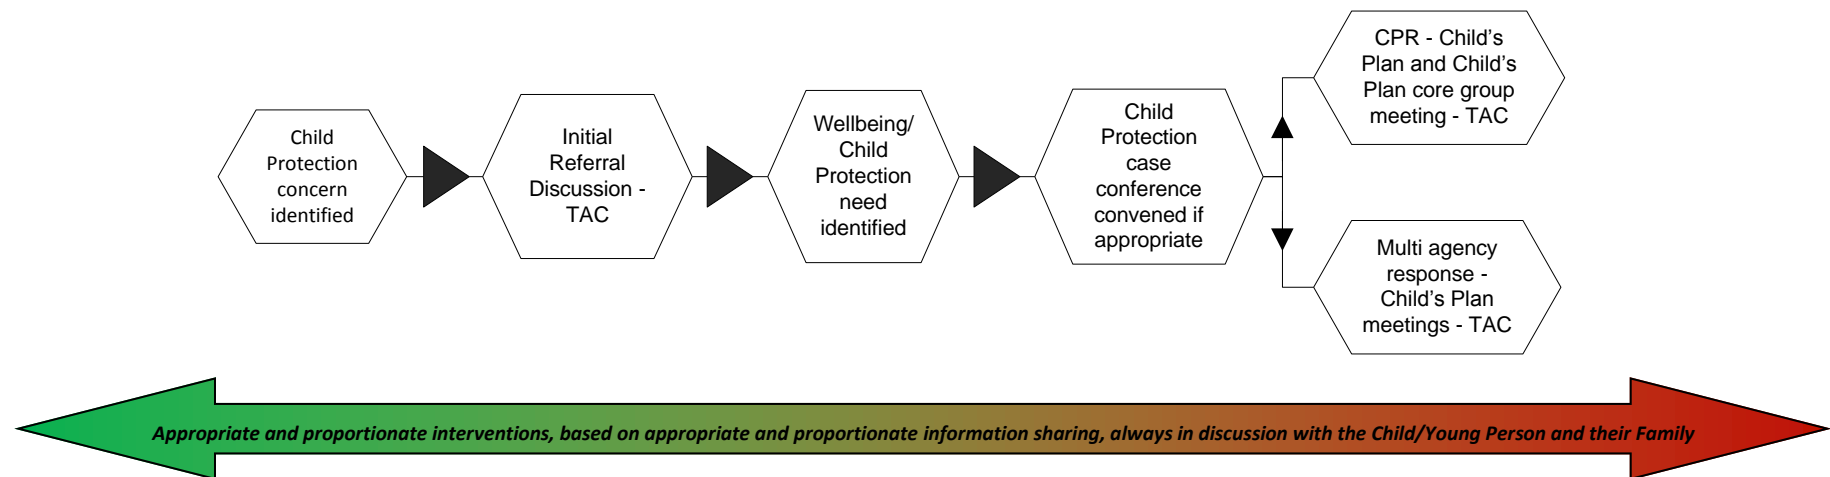 Child
Protection
concern
identified
Initial
Referral
Discussion -
TAC
Wellbeing/
Child
Protection
need
identified
Child
Protection
case
conference
convened if
appropriate
CPR - Child's
Plan and Child's
Plan core group
meeting - TAC
Multi agency
response -
Child's Plan
meetings - TAC
Appropriate and proportionate interventions, based on appropriate and proportionate information sharing, always in discussion with the Child/Young Person and their Family